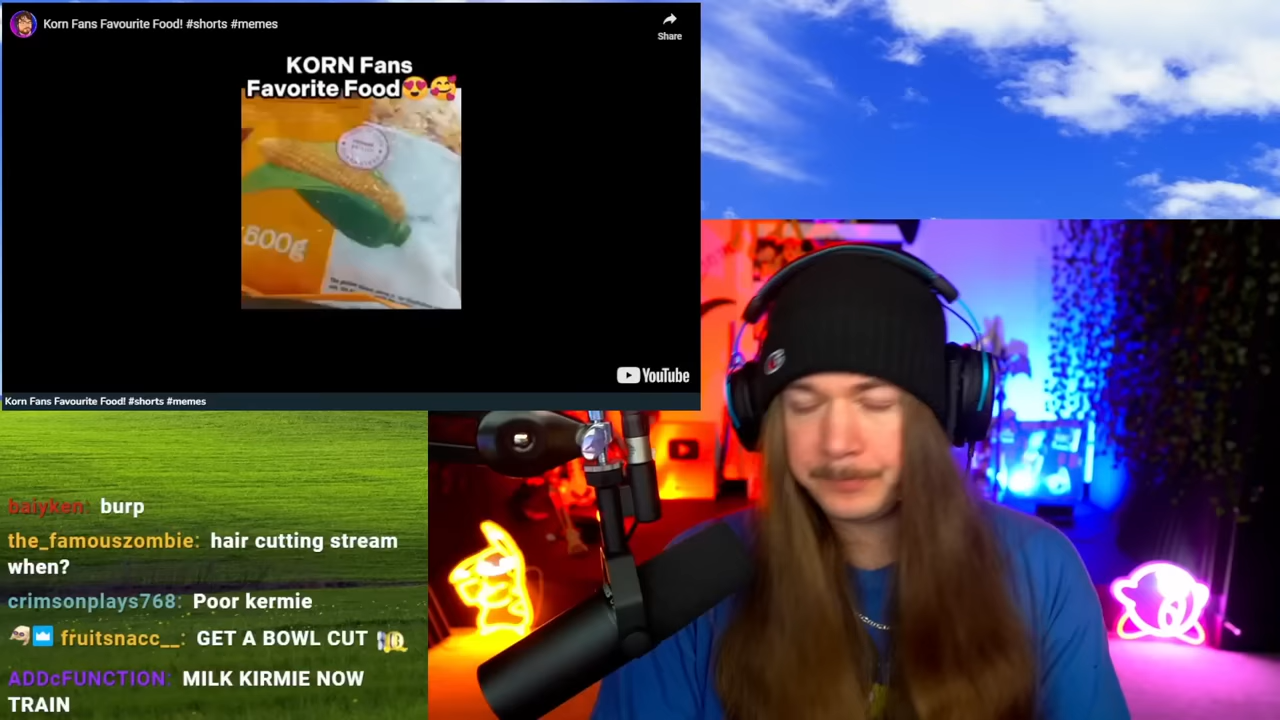 Korn Fans Favourite Food! #shorts #memes
Share
KORN Fans
Favorite Food😍🥰
500g
YouTube
Korn Fans Favourite Food! #shorts #memes
baiyken: burp
the_famouszombie: hair cutting stream
when?
crimsonplays768: Poor kermie
fruitsnacc__: GET A BOWL CUT
ADDcFUNCTION: MILK KIRMIE NOW
TRAIN